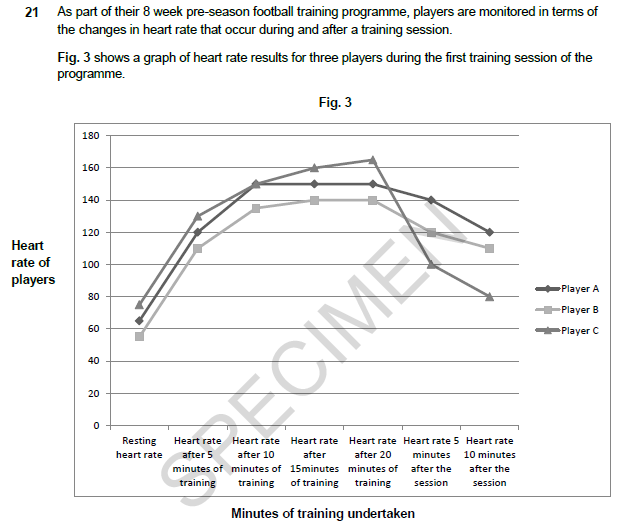 21 As part of their 8 week pre-season football training programme, players are monitored in terms of
the changes in heart rate that occur during and after a training session.
Fig. 3 shows a graph of heart rate results for three players during the first training session of the
programme.
Fig. 3
180
160
140
120
100
80
60
40
20
0
Heart
rate of
players
Player A
Player B
Player C
SPECIMEN
Resting
heart rate
Heart rate
after 5
minutes of
training
Heart rate
after 10
minutes of
training
Heart rate
after
15minutes
of training
Heart rate
after 20
minutes of
training
Heart rate 5
minutes
after the
session
Heart rate
10 minutes
after the
session
Minutes of training undertaken